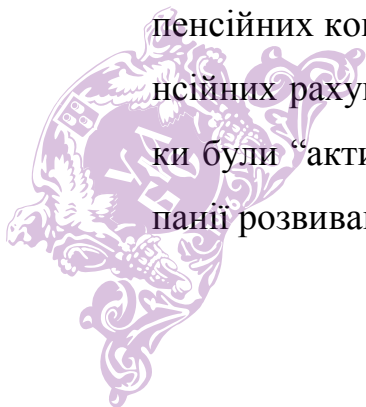 пенсійних ко
нсійних раху
ки були “акти
панії розвива